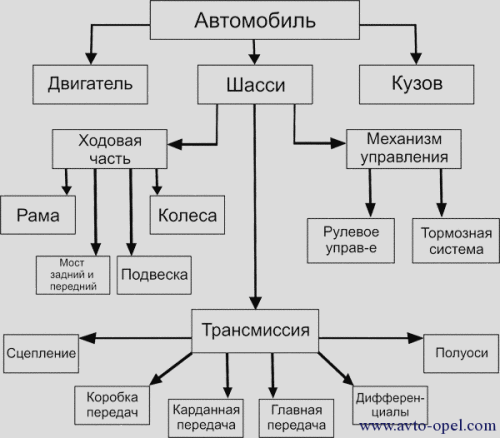 Автомобиль
Двигатель
Шасси
Кузов
Ходовая
часть
Механизм
управления
Рама
Колеса
Рулевое
управ-е
Тормозная
система
Мост
задний и
передний
Подвеска
Трансмиссия
Сцепление
Полуоси
Коробка
передач
Карданная
передача
Главная
передача
Дифферен-
циалы
www.avto-opel.com